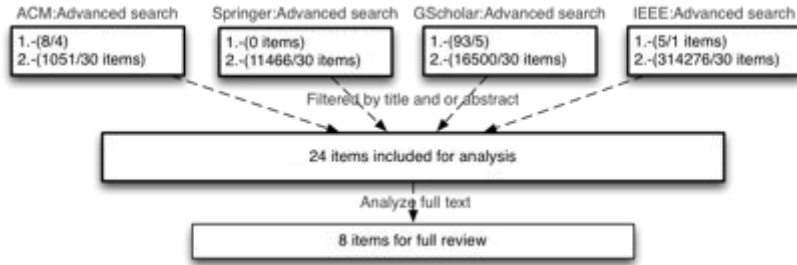 ACM:Advanced search
1.-(8/4)
2.-(1051/30 items)
Springer:Advanced search
1.-(0 items)
2.-(11466/30 items)
GScholar:Advanced search
1.-(93/5)
2.-(16500/30 items)
IEEE:Advanced search
1.-(5/1 items)
2.-(314276/30 items)
Filtered by title and or abstract
24 items included for analysis
Analyze full text
8 items for full review